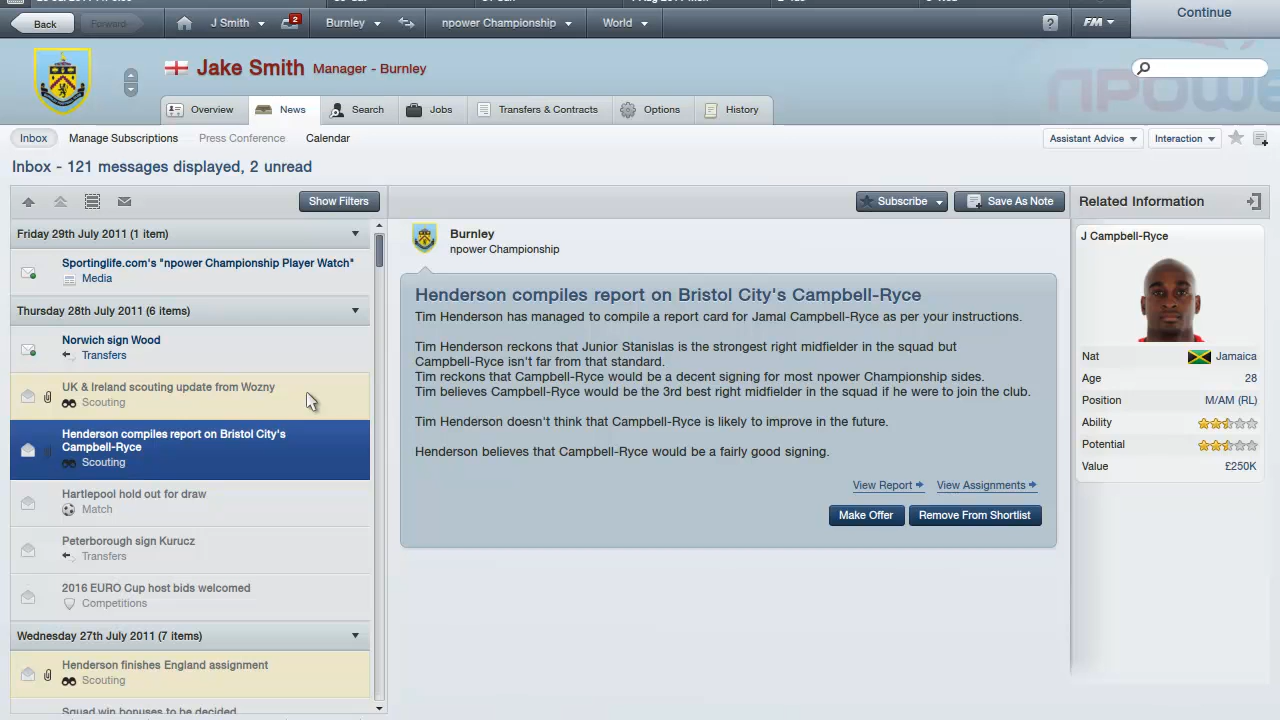 Back
Forward
J Smith
2
Burnley
npower Championship
World
?
FM
Continue
Jake Smith Manager - Burnley
Overview
News
Search
Jobs
Transfers & Contracts
Options
History
Inbox
Manage Subscriptions
Press Conference
Calendar
Assistant Advice
Interaction
Inbox - 121 messages displayed, 2 unread
Show Filters
Subscribe
Save As Note
Related Information
Friday 29th July 2011 (1 item)
Sportinglife.com's "npower Championship Player Watch"
Media
Thursday 28th July 2011 (6 items)
Norwich sign Wood
Transfers
UK & Ireland scouting update from Wozny
Scouting
Henderson compiles report on Bristol City's
Campbell-Ryce
Scouting
Hartlepool hold out for draw
Match
Peterborough sign Kurucz
Transfers
2016 EURO Cup host bids welcomed
Competitions
Wednesday 27th July 2011 (7 items)
Henderson finishes England assignment
Scouting
Squad win bonuses to be decided
Burnley
npower Championship
Henderson compiles report on Bristol City's Campbell-Ryce
Tim Henderson has managed to compile a report card for Jamal Campbell-Ryce as per your instructions.
Tim Henderson reckons that Junior Stanislas is the strongest right midfielder in the squad but
Campbell-Ryce isn't far from that standard.
Tim reckons that Campbell-Ryce would be a decent signing for most npower Championship sides.
Tim believes Campbell-Ryce would be the 3rd best right midfielder in the squad if he were to join the club.
Tim Henderson doesn't think that Campbell-Ryce is likely to improve in the future.
Henderson believes that Campbell-Ryce would be a fairly good signing.
View Report
View Assignments
Make Offer
Remove From Shortlist
J Campbell-Ryce
Nat Jamaica
Age 28
Position M/AM (RL)
Ability
Potential
Value £250K